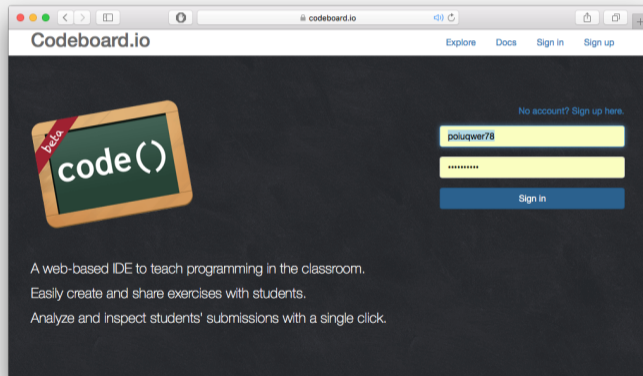 codeboard.io
Codeboard.io
Explore Docs Sign in Sign up
No account? Sign up here.
beta
code()
poiuqwer78
••••••••••
Sign in
A web-based IDE to teach programming in the classroom.
Easily create and share exercises with students.
Analyze and inspect students' submissions with a single click.